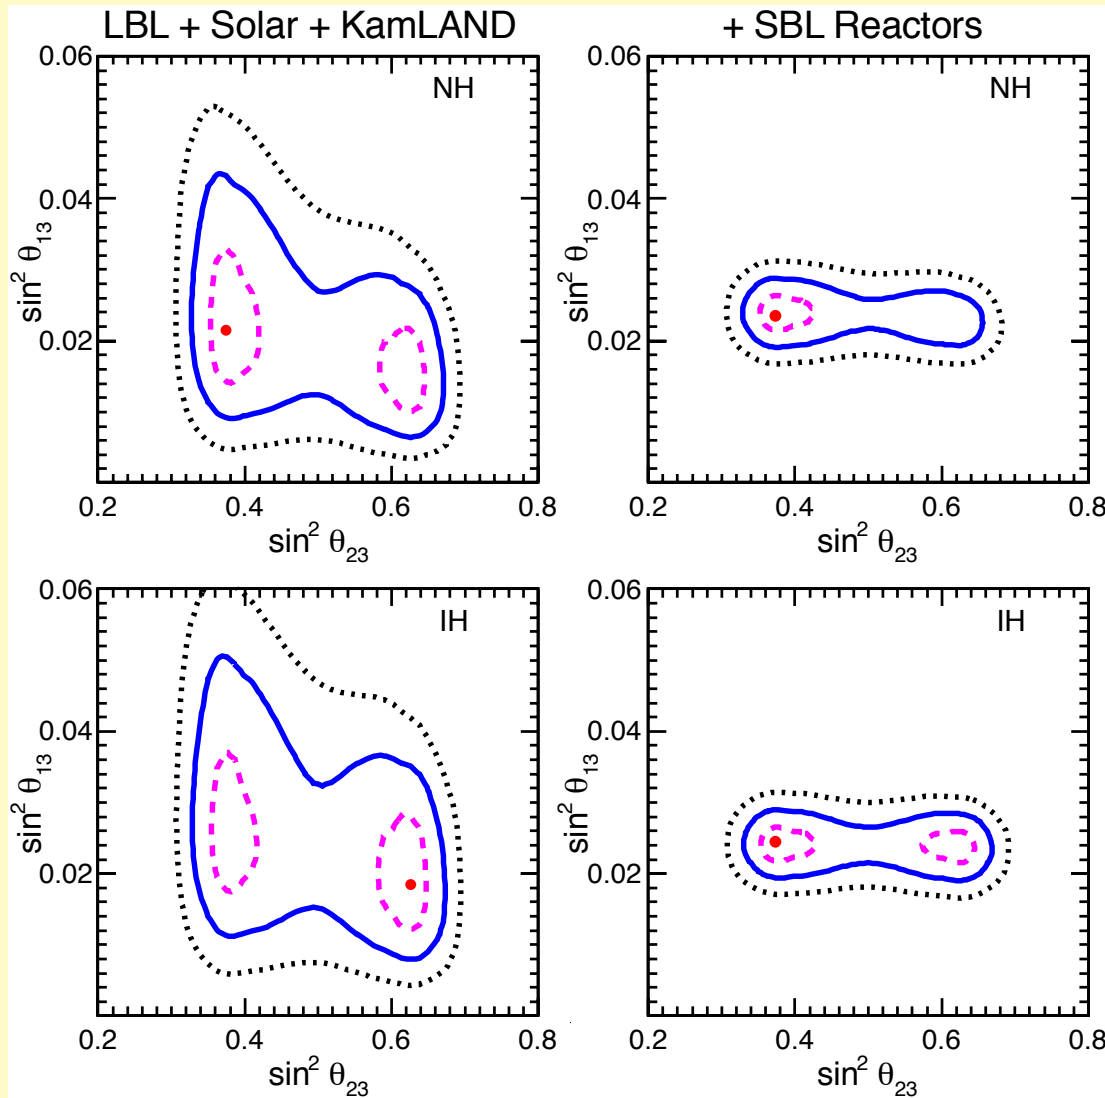 LBL + Solar + KamLAND
+ SBL Reactors
0.06
NH
0.04
0.02
sin² θ₁₃
0.2 0.4 0.6 0.8
sin² θ₂₃
0.06
NH
0.04
0.02
sin² θ₁₃
0.2 0.4 0.6 0.8
sin² θ₂₃
0.06
IH
0.04
0.02
sin² θ₁₃
0.2 0.4 0.6 0.8
sin² θ₂₃
0.06
IH
0.04
0.02
sin² θ₁₃
0.2 0.4 0.6 0.8
sin² θ₂₃